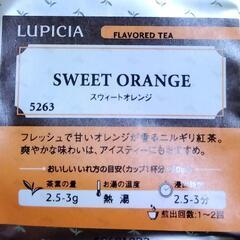 LUPICIA
FLAVORED TEA
SWEET ORANGE
スウィートオレンジ
5263
フレッシュで甘いオレンジが香るニルギリ紅茶。
爽やかな味わいは、アイスティーにもおすすめ。
おいしいいれ方の目安(カップ1杯分
茶葉の量 お湯の温度 浸し時間
2.5-3g 熱湯 2.5-3分
煎出回数:1~2回